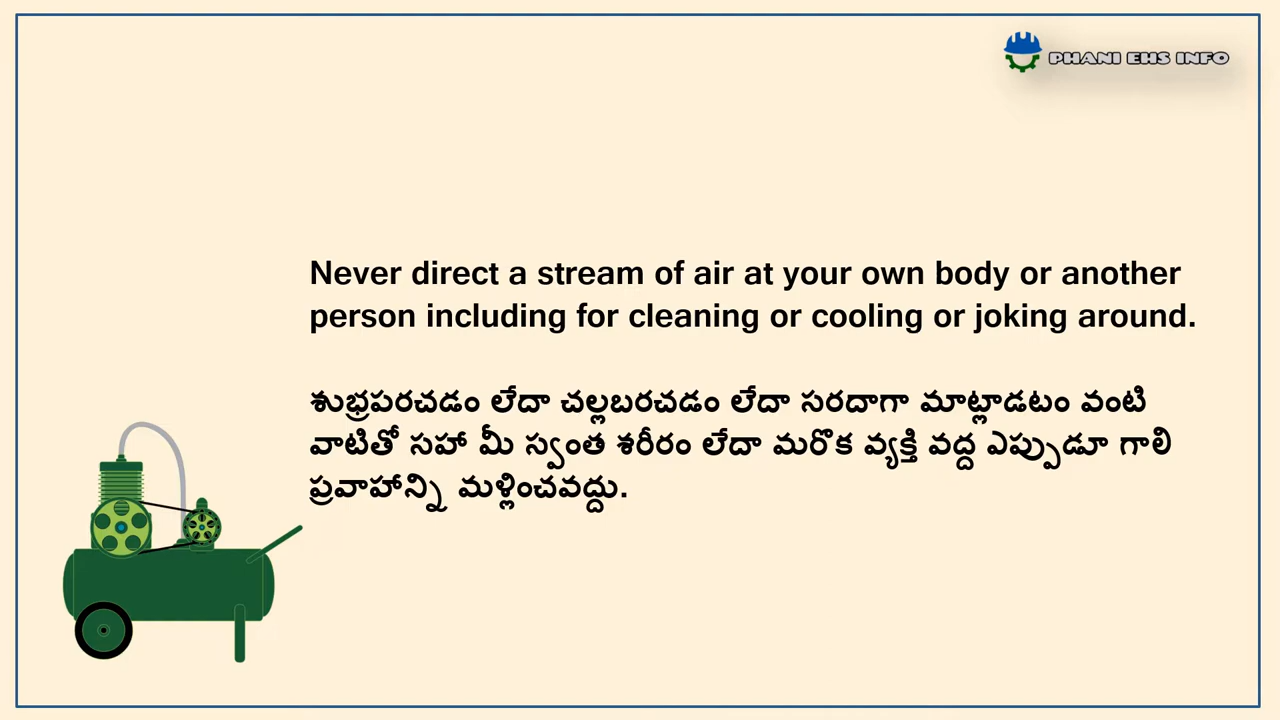 PHANI EHS INFO
Never direct a stream of air at your own body or another
person including for cleaning or cooling or joking around.
శుభ్రపరచడం లేదా చల్లబరచడం లేదా సరదాగా మాట్లాడటం వంటి
వాటితో సహా మీ స్వంత శరీరం లేదా మరొక వ్యక్తి వద్ద ఎప్పుడూ గాలి
ప్రవాహాన్ని మళ్లించవద్దు.